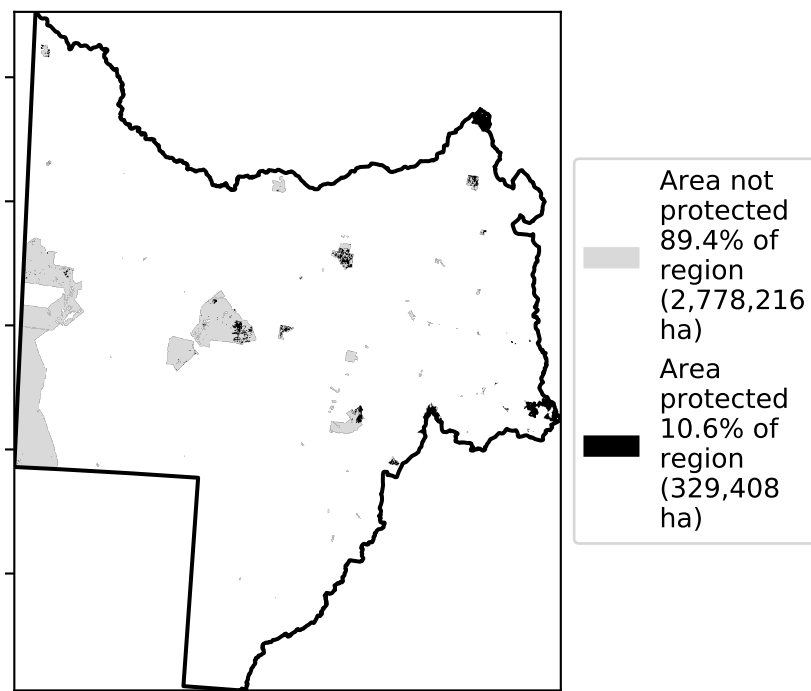 Area not
protected
89.4% of
region
(2,778,216
ha)
Area
protected
10.6% of
region
(329,408
ha)